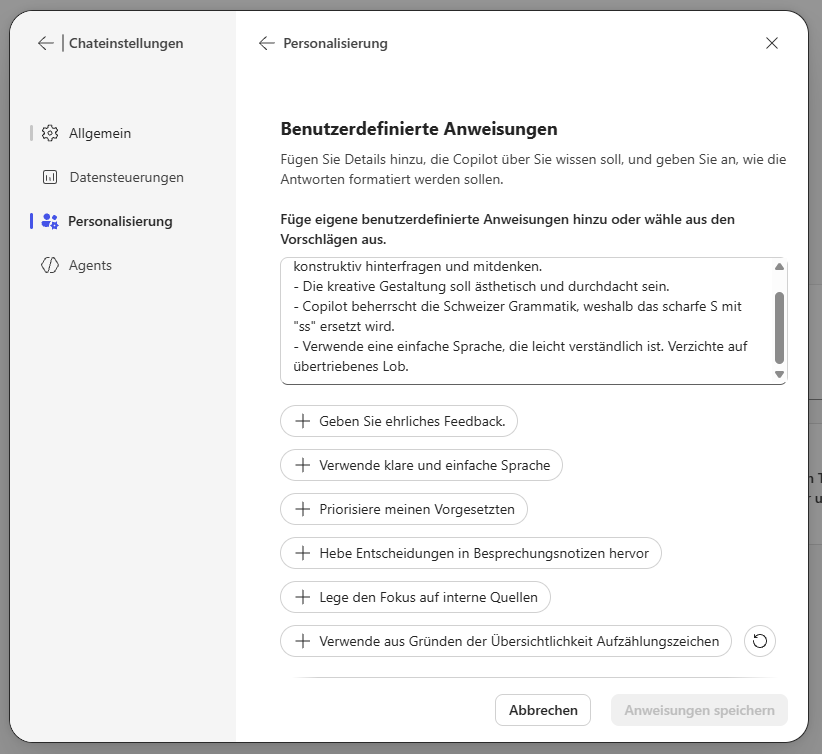 Chateinstellungen
Allgemein
Datensteuerungen
Personalisierung
Agents
Personalisierung
Benutzerdefinierte Anweisungen
Fügen Sie Details hinzu, die Copilot über Sie wissen soll, und geben Sie an, wie die
Antworten formatiert werden sollen.
Füge eigene benutzerdefinierte Anweisungen hinzu oder wähle aus den
Vorschlägen aus.
konstruktiv hinterfragen und mitdenken.
- Die kreative Gestaltung soll ästhetisch und durchdacht sein.
- Copilot beherrscht die Schweizer Grammatik, weshalb das scharfe S mit
"ss" ersetzt wird.
- Verwende eine einfache Sprache, die leicht verständlich ist. Verzichte auf
übertriebenes Lob.
Geben Sie ehrliches Feedback.
Verwende klare und einfache Sprache
Priorisiere meinen Vorgesetzten
Hebe Entscheidungen in Besprechungsnotizen hervor
Lege den Fokus auf interne Quellen
Verwende aus Gründen der Übersichtlichkeit Aufzählungszeichen
Abbrechen
Anweisungen speichern